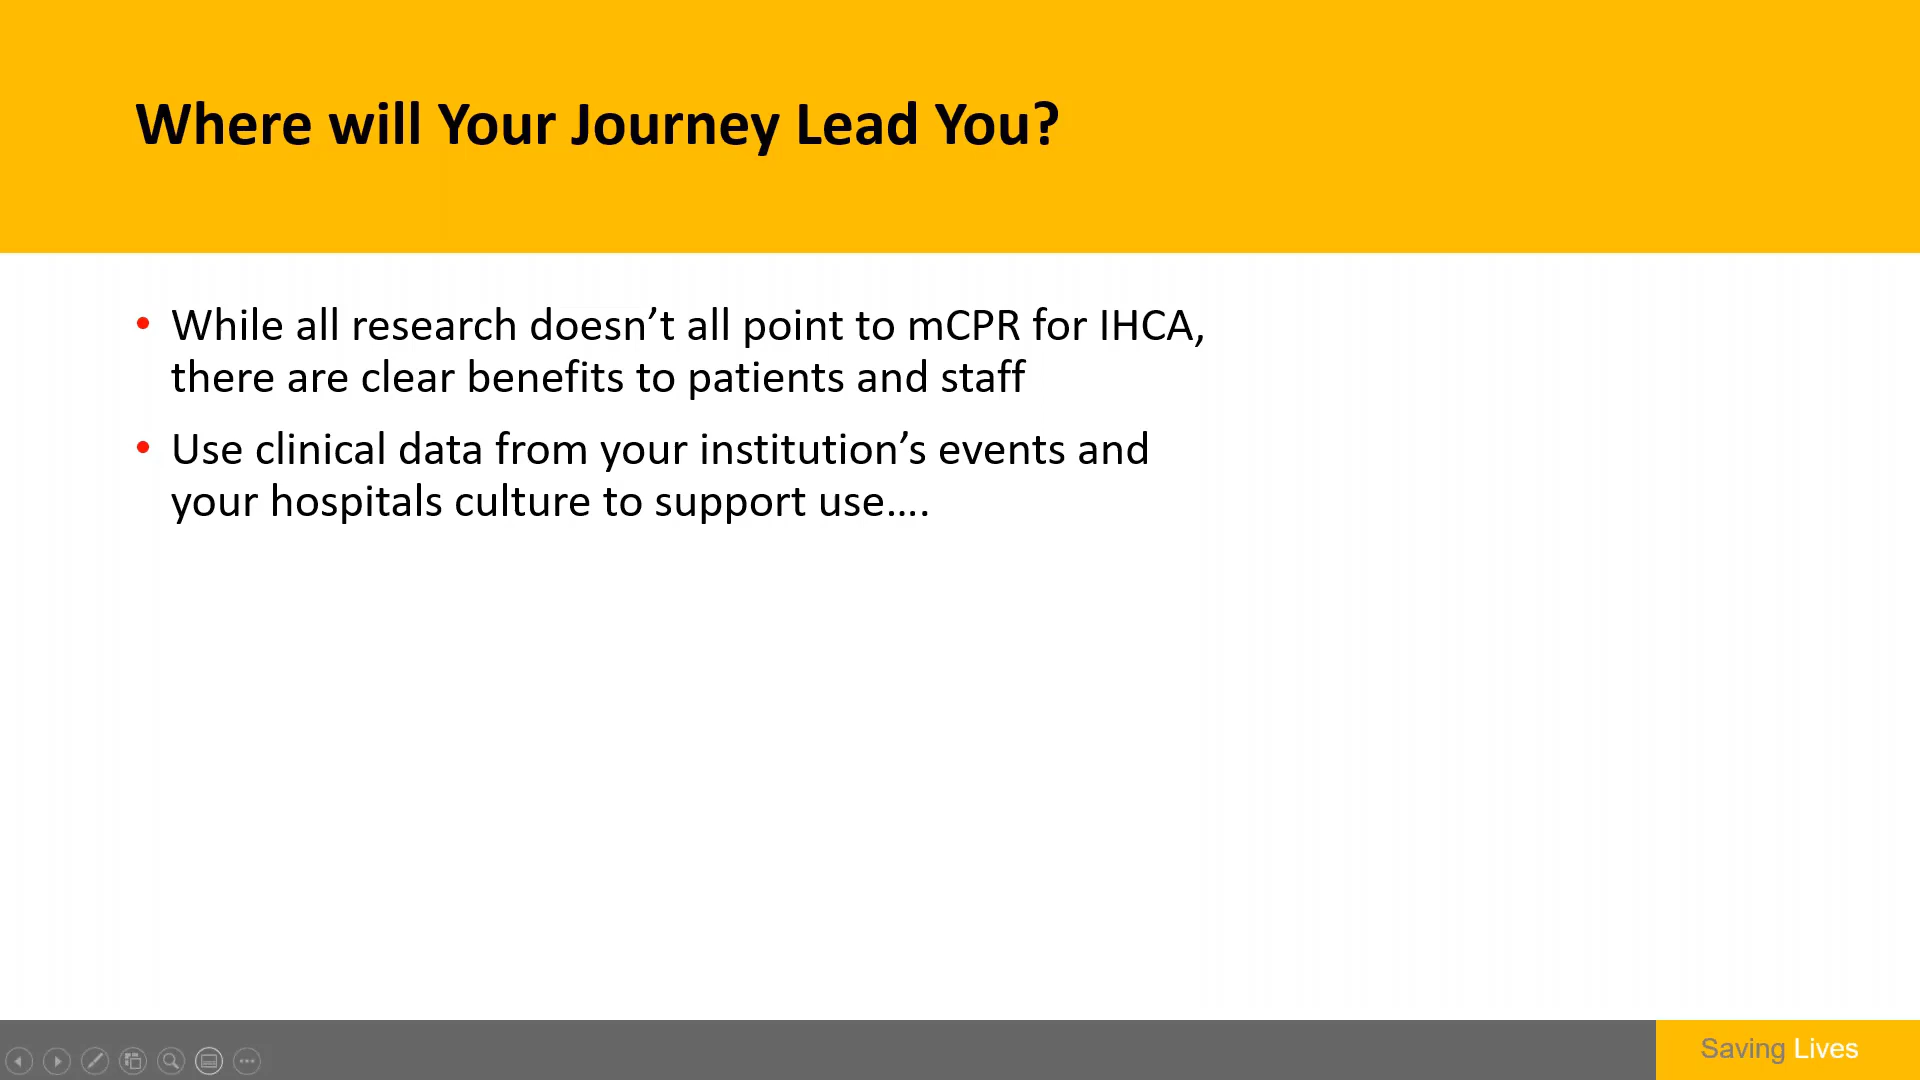 Where will Your Journey Lead You?
• While all research doesn’t all point to mCPR for IHCA,
there are clear benefits to patients and staff
• Use clinical data from your institution’s events and
your hospitals culture to support use….
Saving Lives